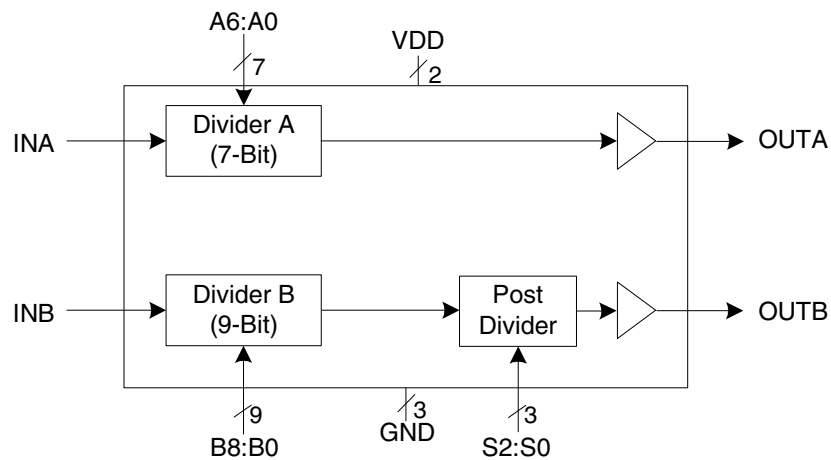 A6:A0
7
VDD
2
INA
Divider A
(7-Bit)
OUTA
INB
Divider B
(9-Bit)
Post
Divider
OUTB
9
B8:B0
3
GND
3
S2:S0